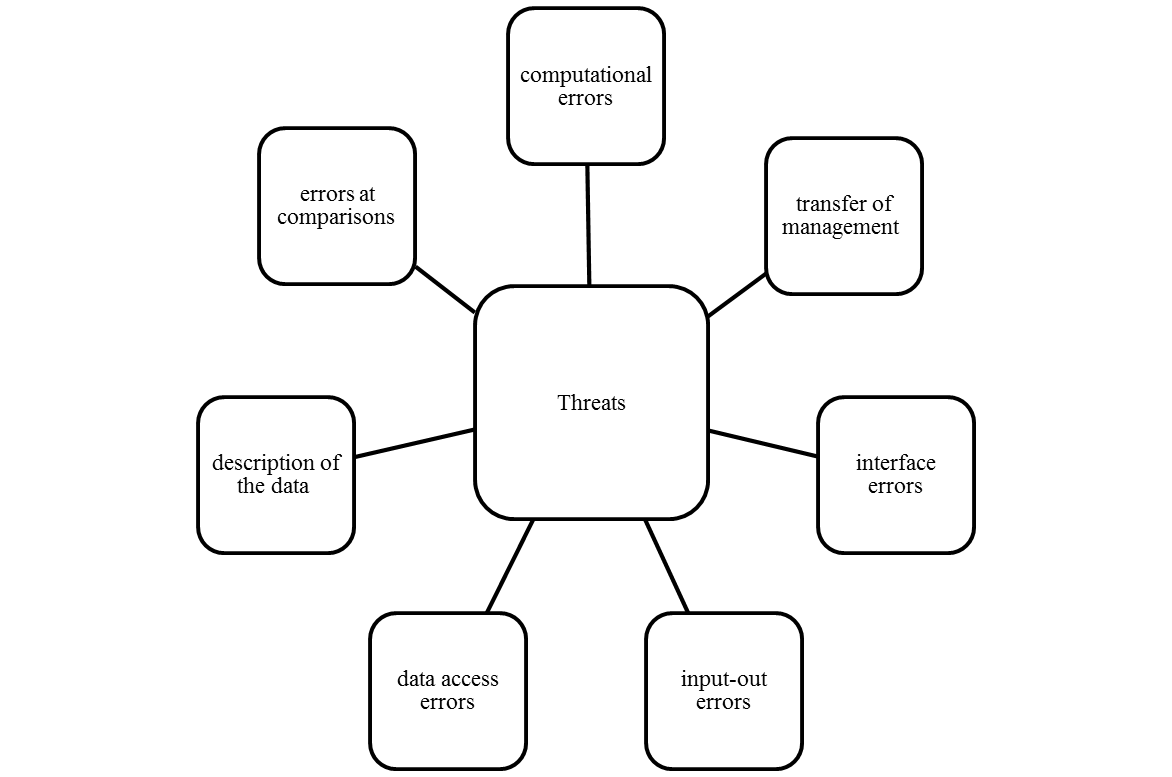 computational
errors
errors at
comparisons
transfer of
management
Threats
description of
the data
interface
errors
data access
errors
input-out
errors